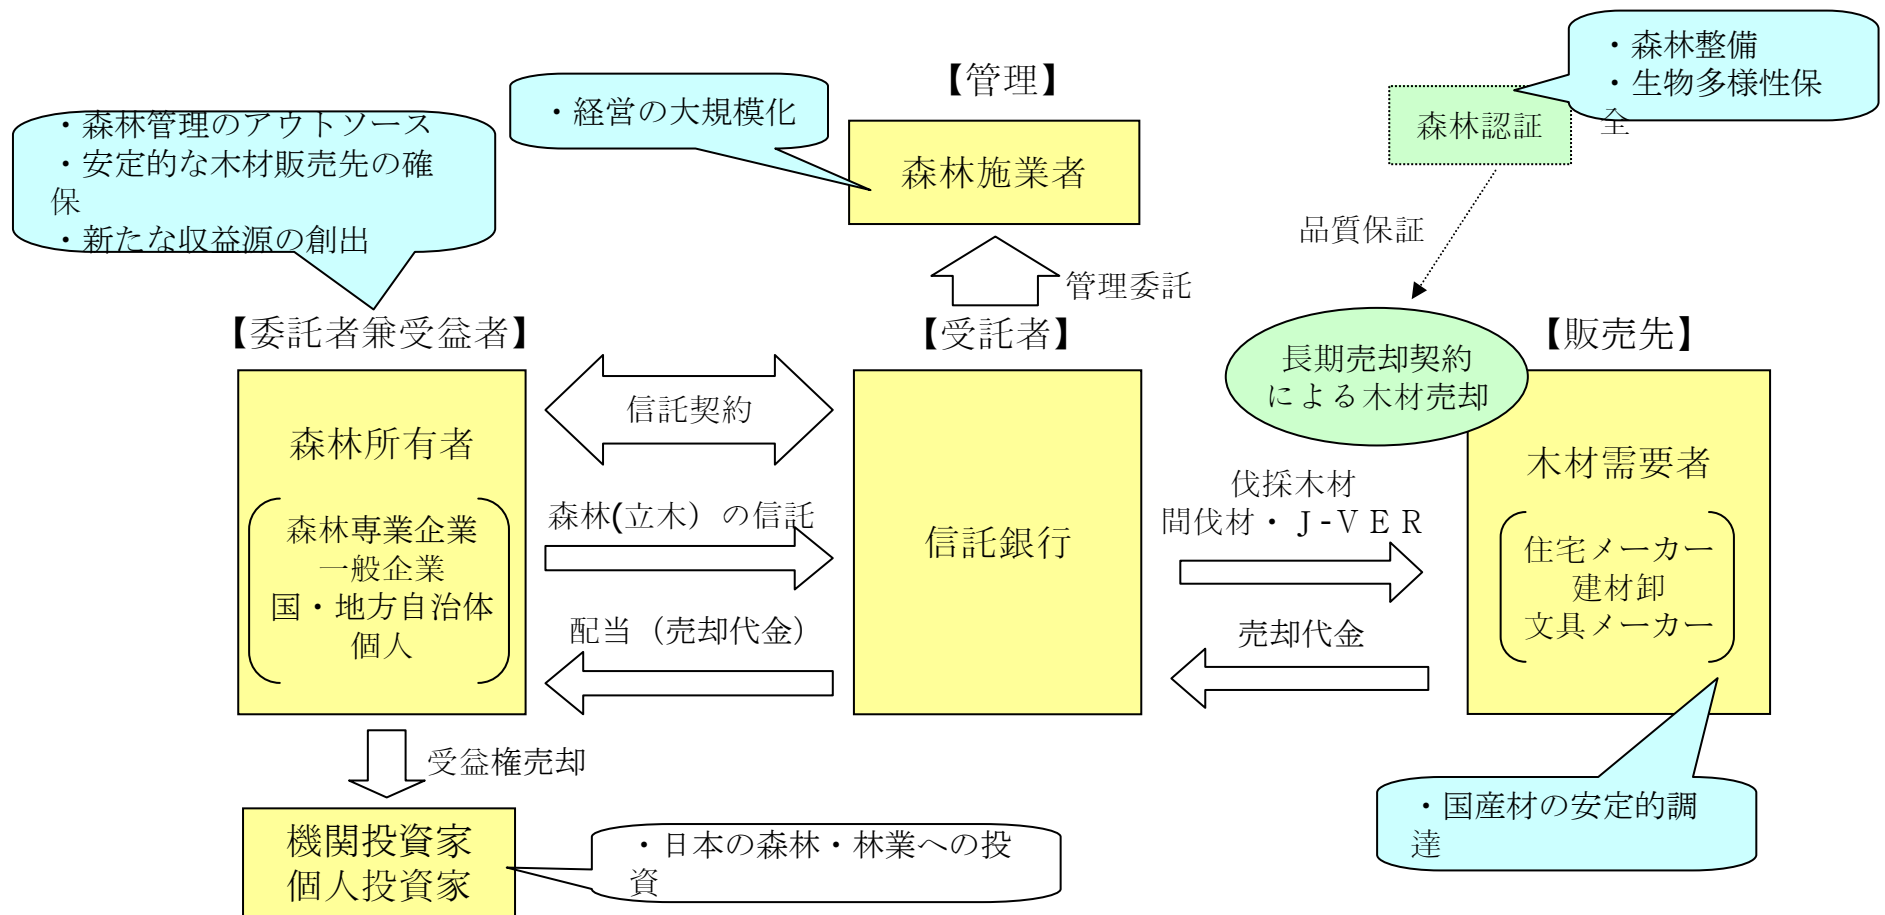 ・森林整備
・生物多様性保
全
【管理】
・経営の大規模化
森林認証
・森林管理のアウトソース
・安定的な木材販売先の確
保
・新たな収益源の創出
森林施業者
品質保証
管理委託
【委託者兼受益者】
【受託者】
【販売先】
長期売却契約
による木材売却
信託契約
森林所有者
木材需要者
森林専業企業
一般企業
国・地方自治体
個人
森林(立木）の信託
信託銀行
伐採木材
間伐材・Ｊ-ＶＥＲ
住宅メーカー
建材卸
文具メーカー
配当（売却代金）
売却代金
受益権売却
・国産材の安定的調
達
機関投資家
個人投資家
・日本の森林・林業への投
資